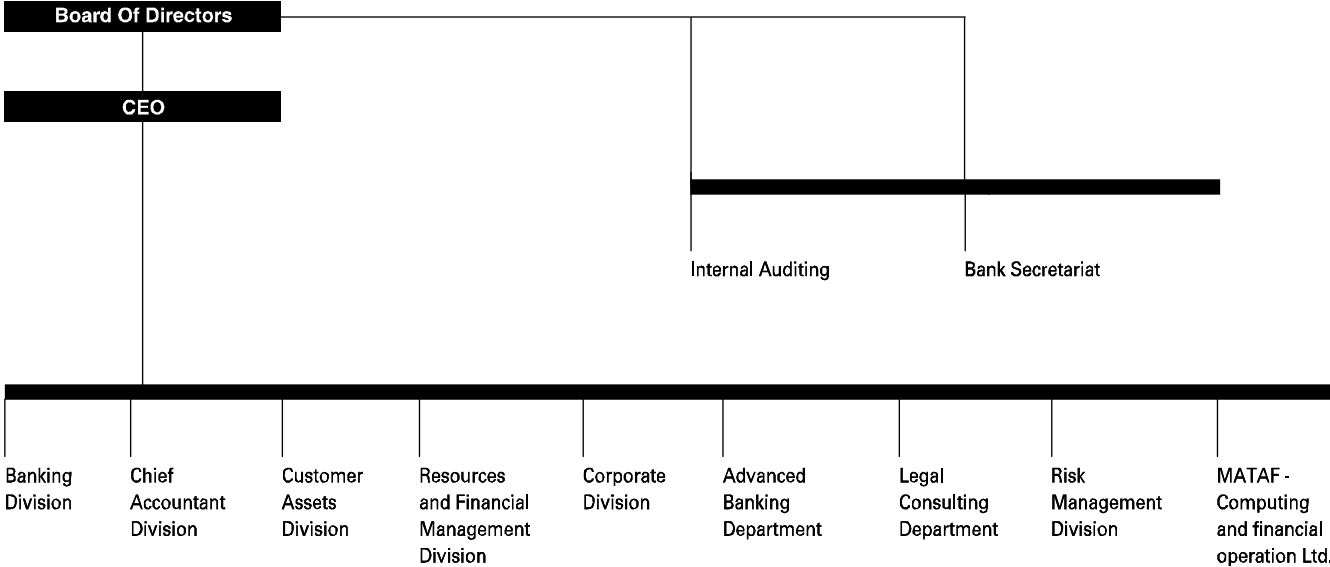 Board Of Directors
CEO
Internal Auditing
Bank Secretariat
Banking
Division
Chief
Accountant
Division
Customer
Assets
Division
Resources
and Financial
Management
Division
Corporate
Division
Advanced
Banking
Department
Legal
Consulting
Department
Risk
Management
Division
MATAF -
Computing
and financial
operation Ltd.